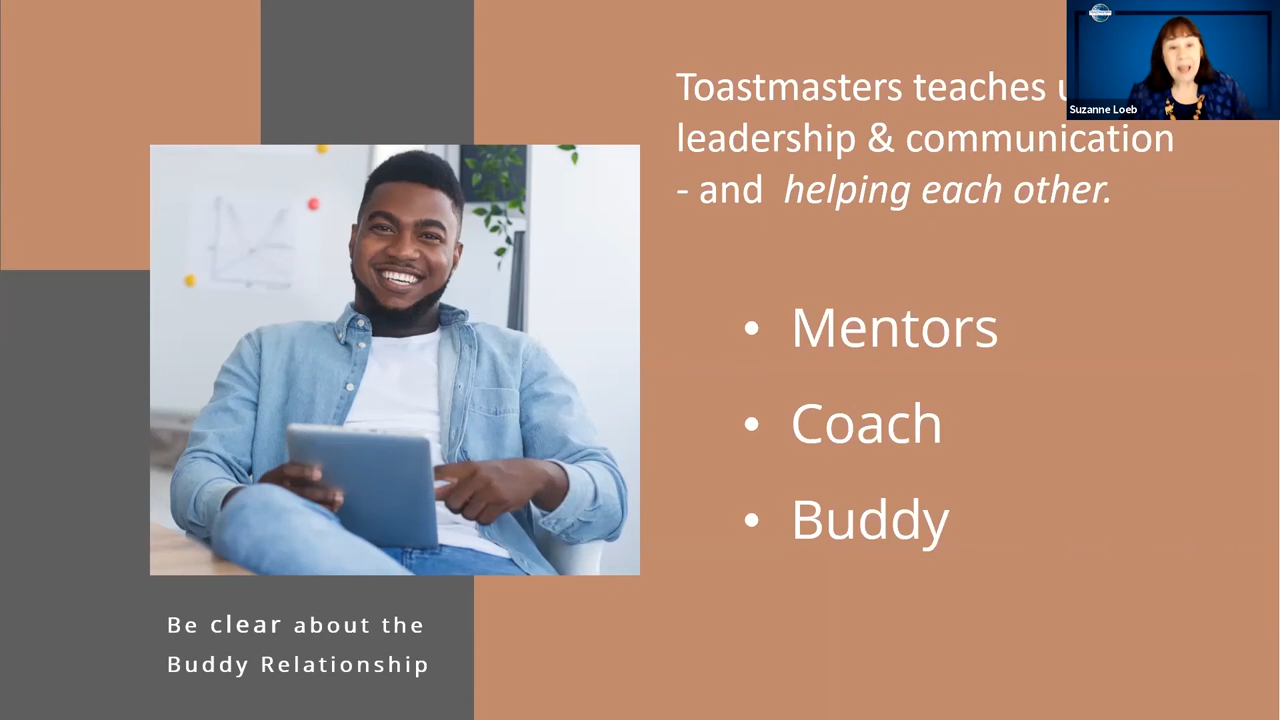 Toastmasters teaches
leadership & communication
- and helping each other.
Suzanne Loeb
• Mentors
• Coach
• Buddy
Be clear about the
Buddy Relationship